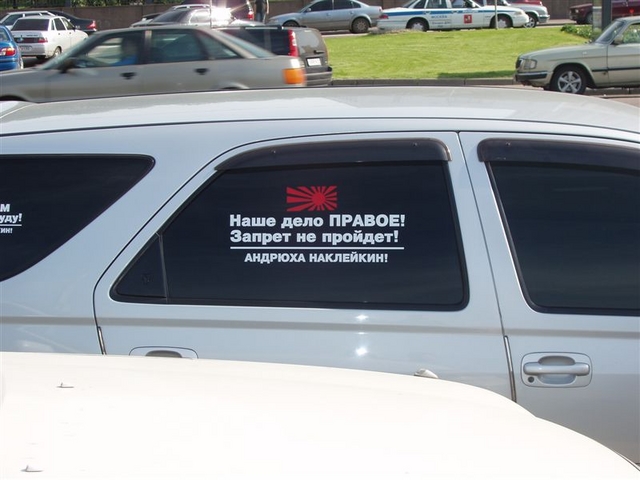 Наше дело ПРАВОЕ!
Запрет не пройдет!
АНДРЮХА НАКЛЕЙКИН!